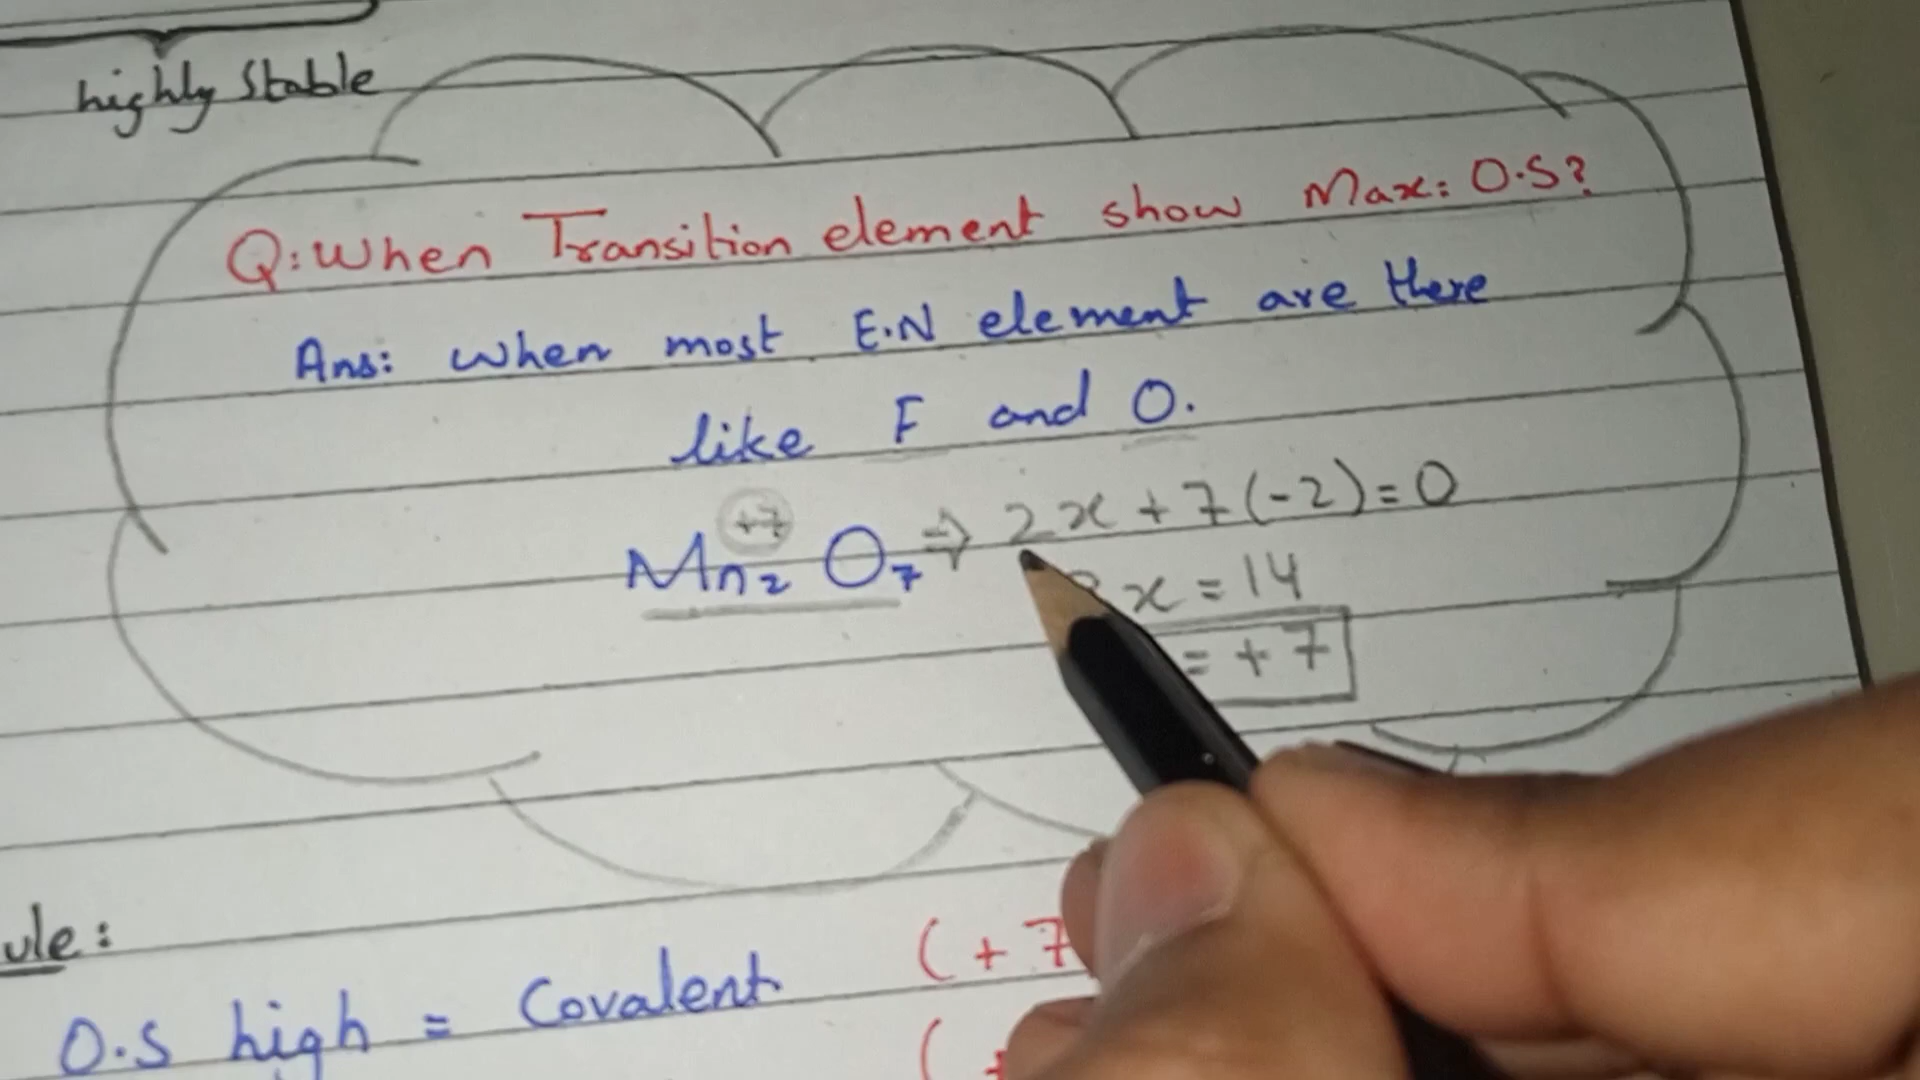 highly Stable
Q: When Transition element show Max: O.S?
Ans: when most E.N element are there
like F and O.
+7
Mn₂ O₇ ⇒ 2x + 7(-2) = 0
x = 14
= + 7
ule:
O.S high = Covalent (+ 7
(+